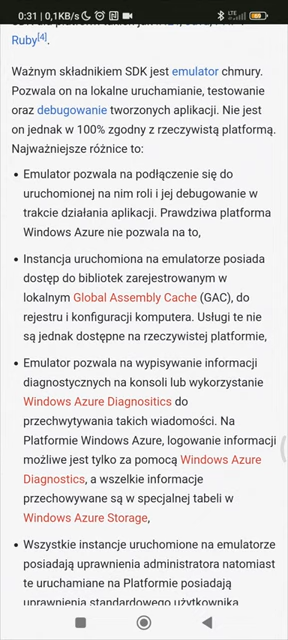 0:31 | 0,1KB/s
Ruby[4].
Ważnym składnikiem SDK jest emulator chmury.
Pozwala on na lokalne uruchamianie, testowanie
oraz debugowanie tworzonych aplikacji. Nie jest
on jednak w 100% zgodny z rzeczywistą platformą.
Najważniejsze różnice to:
• Emulator pozwala na podłączenie się do
uruchomionej na nim roli i jej debugowanie w
trakcie działania aplikacji. Prawdziwa platforma
Windows Azure nie pozwala na to,
• Instancja uruchomiona na emulatorze posiada
dostęp do bibliotek zarejestrowanym w
lokalnym Global Assembly Cache (GAC), do
rejestru i konfiguracji komputera. Usługi te nie
są jednak dostępne na rzeczywistej platformie,
• Emulator pozwala na wypisywanie informacji
diagnostycznych na konsoli lub wykorzystanie
Windows Azure Diagnositics do
przechwytywania takich wiadomości. Na
Platformie Windows Azure, logowanie informacji
możliwe jest tylko za pomocą Windows Azure
Diagnostics, a wszelkie informacje
przechowywane są w specjalnej tabeli w
Windows Azure Storage,
• Wszystkie instancje uruchomione na emulatorze
posiadają uprawnienia administratora natomiast
te uruchamiane na Platformie posiadają
uprawnienia standardowego użytkownika